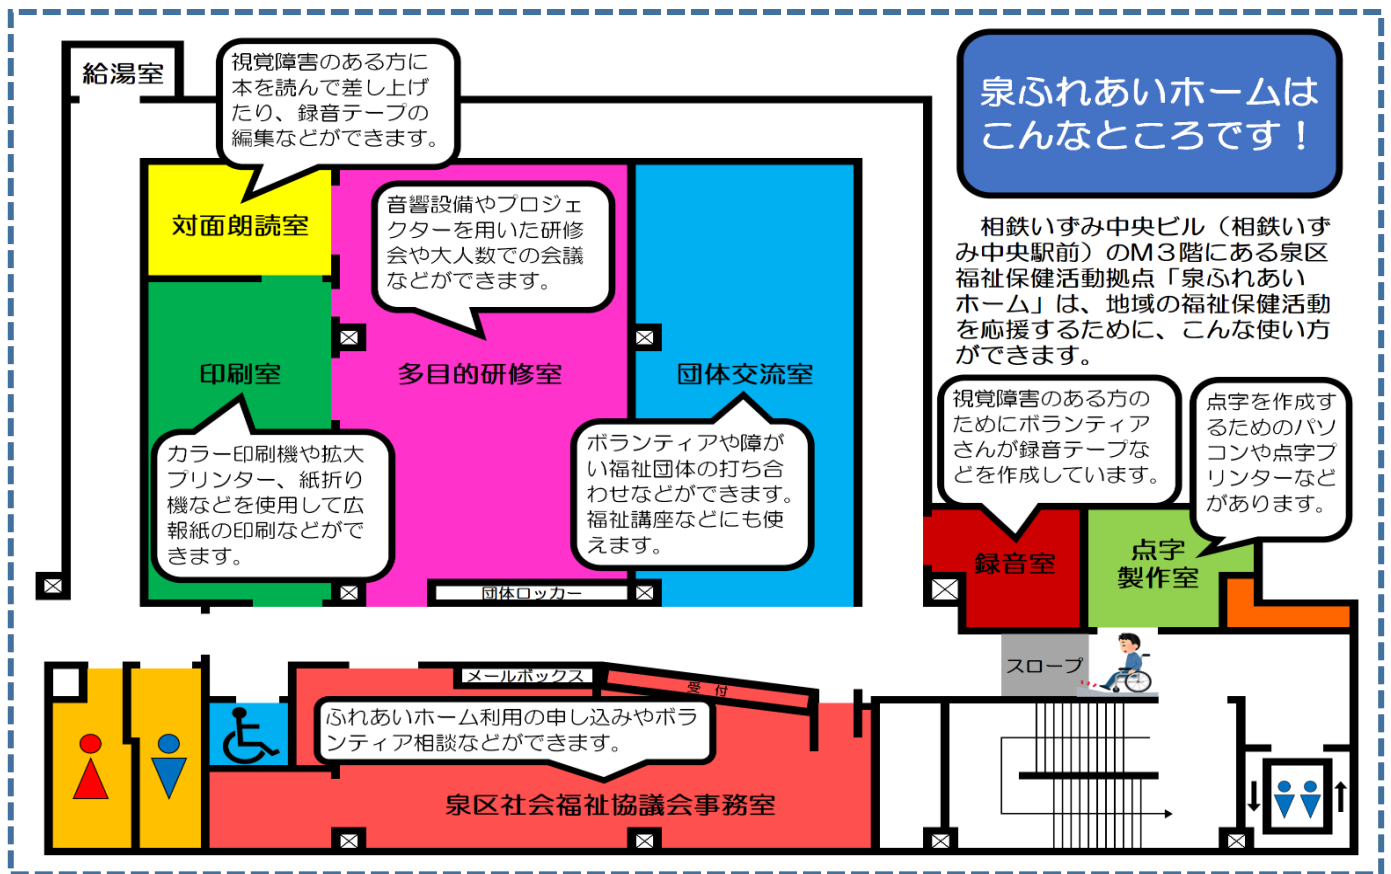 給湯室
視覚障害のある方に
本を読んで差し上げ
たり、録音テープの
編集などができます。
泉ふれあいホームは
こんなところです！
対面朗読室
音響設備やプロジェ
クターを用いた研修
会や大人数での会議
などができます。
相鉄いずみ中央ビル（相鉄いず
み中央駅前）のＭ３階にある泉区
福祉保健活動拠点「泉ふれあい
ホーム」は、地域の福祉保健活動
を応援するために、こんな使い方
ができます。
印刷室
多目的研修室
団体交流室
カラー印刷機や拡大
プリンター、紙折り
機などを使用して広
報紙の印刷などがで
きます。
ボランティアや障が
い福祉団体の打ち合
わせなどができます。
福祉講座などにも使
えます。
視覚障害のある方の
ためにボランティア
さんが録音テープな
どを作成しています。
点字を作成す
るためのパソ
コンや点字プ
リンターなど
があります。
録音室
点字
製作室
団体ロッカー
スロープ
メールボックス
受付
ふれあいホーム利用の申し込みやボラ
ンティア相談などができます。
泉区社会福祉協議会事務室